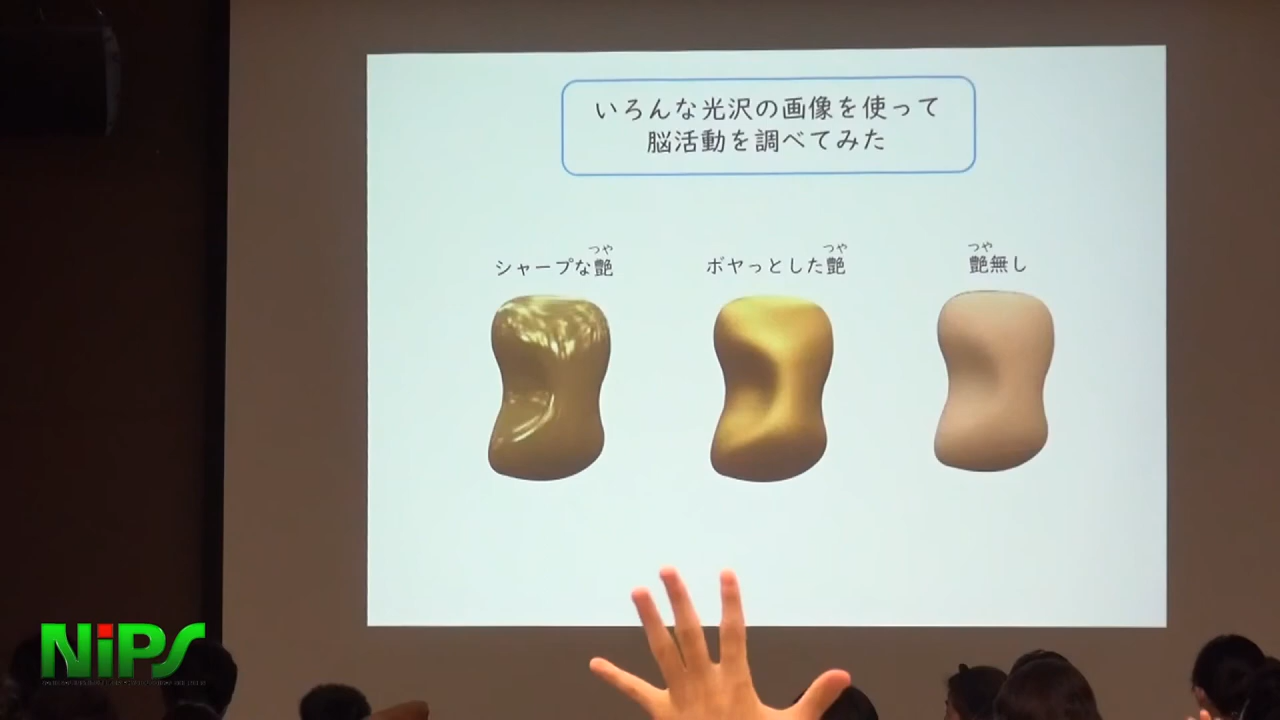 いろんな光沢の画像を使って
脳活動を調べてみた
つや
シャープな艶
つや
ボヤっとした艶
つや
艶無し
NiPS